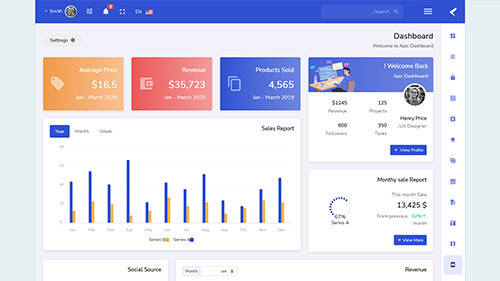 Smith
8
EN
Search...
Dashboard
Welcome to Apic Dashboard
Settings
Average Price
$16.5
Jan - March 2020
Revenue
$35,723
Jan - March 2020
Products Sold
4,565
Jan - March 2019
! Welcome Back
Apic Dashboard
$1245
Revenue
125
Projects
Henry Price
UI/UX Designer
600
Followers
350
Tasks
View Profile
Sales Report
Year
Month
Week
80
60
40
20
0
Jan Feb Mar Apr May Jun Jul Aug Sep Oct Nov Dec
Series B Series A
Monthy sale Report
This month Sale
13,425 $
From previous 12%
month
67%
Series A
View More
Social Source
Month
Jan
Revenue